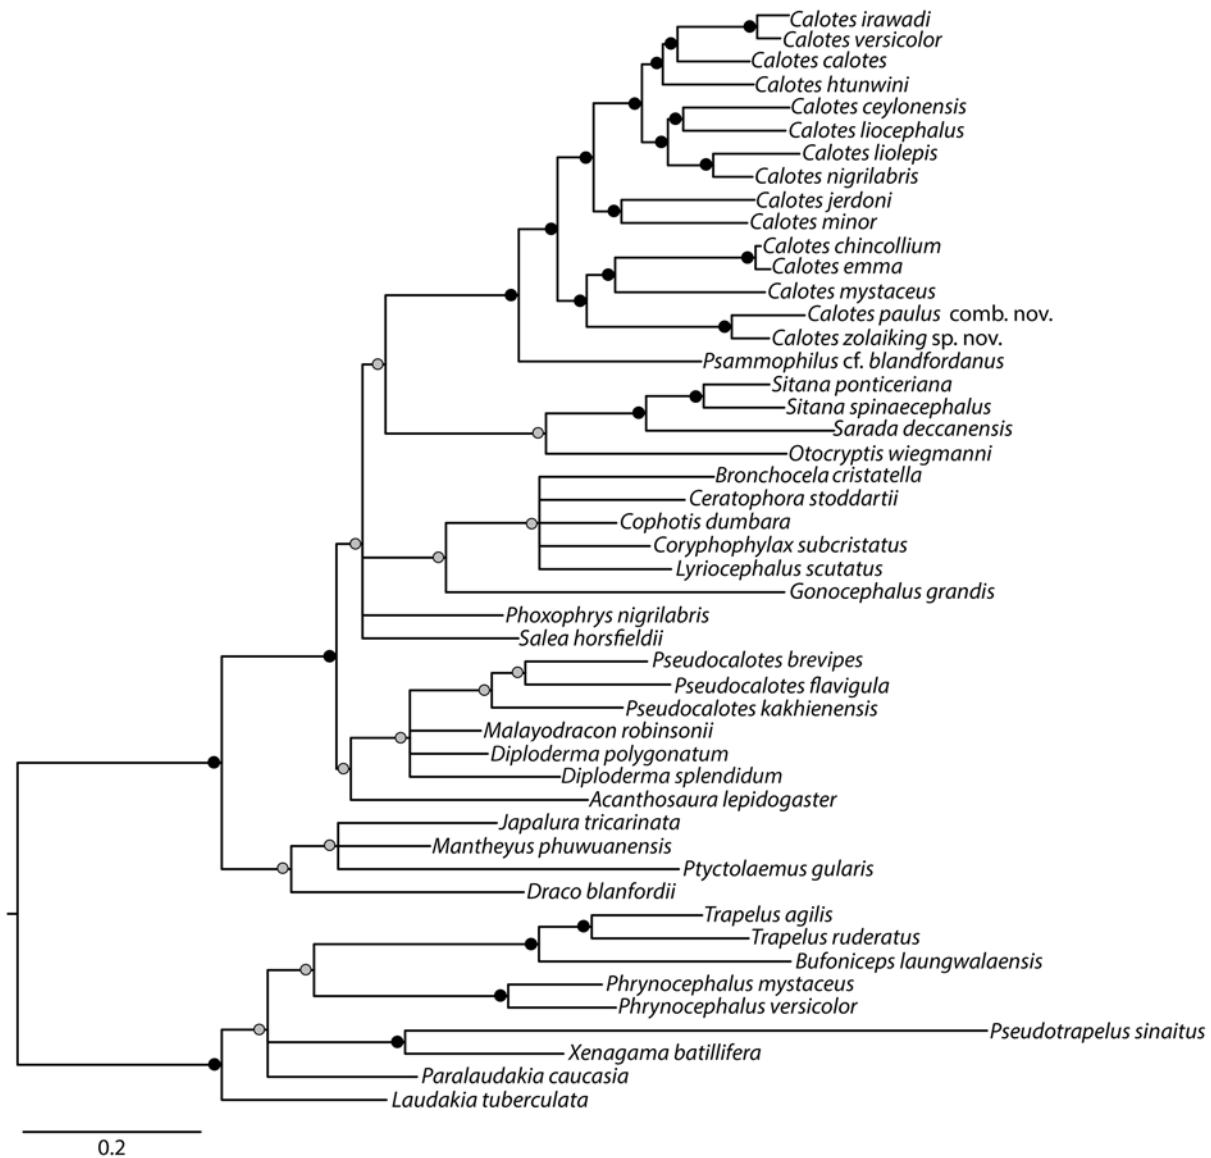 Calotes irawadi
Calotes versicolor
Calotes calotes
Calotes htunwini
Calotes ceylonensis
Calotes liocephalus
Calotes liolepis
Calotes nigrilabris
Calotes jerdoni
Calotes minor
Calotes chincollium
Calotes emma
Calotes mystaceus
Calotes paulus comb. nov.
Calotes zolaiking sp. nov.
Psammophilus cf. blandfordanus
Sitana ponticeriana
Sitana spinaecephalus
Sarada deccanensis
Otocryptis wiegmanni
Bronchocela cristatella
Ceratophora stoddartii
Cophotis dumbara
Coryphophylax subcristatus
Lyriocephalus scutatus
Gonocephalus grandis
Phoxophrys nigrilabris
Salea horsfieldii
Pseudocalotes brevipes
Pseudocalotes flavigula
Pseudocalotes kakhienensis
Malayodracon robinsonii
Diploderma polygonatum
Diploderma splendidum
Acanthosaura lepidogaster
Japalura tricarinata
Mantheyus phuwuanensis
Ptyctolaemus gularis
Draco blanfordii
Trapelus agilis
Trapelus ruderatus
Bufoniceps laungwalaensis
Phrynocephalus mystaceus
Phrynocephalus versicolor
Pseudotrapelus sinaitus
Xenagama batillifera
Paralaudakia caucasia
Laudakia tuberculata
0.2